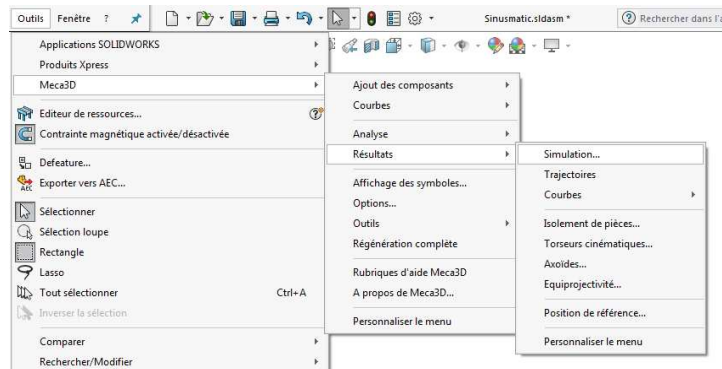 Outils Fenêtre ? Sinusmatic.sldasm * ? Rechercher dans l'a
Applications SOLIDWORKS
Produits Xpress
Meca3D
Editeur de ressources...
Contrainte magnétique activée/désactivée
Defeature...
AEC Exporter vers AEC...
Sélectionner
Sélection loupe
Rectangle
Lasso
Tout sélectionner Ctrl+A
Inverser la sélection
Comparer
Rechercher/Modifier
Ajout des composants
Courbes
Analyse
Résultats
Affichage des symboles...
Options...
Outils
Régénération complète
Rubriques d'aide Meca3D
A propos de Meca3D...
Personnaliser le menu
Simulation...
Trajectoires
Courbes
Isolement de pièces...
Torseurs cinématiques...
Axoïdes...
Equiprojectivité...
Position de référence...
Personnaliser le menu